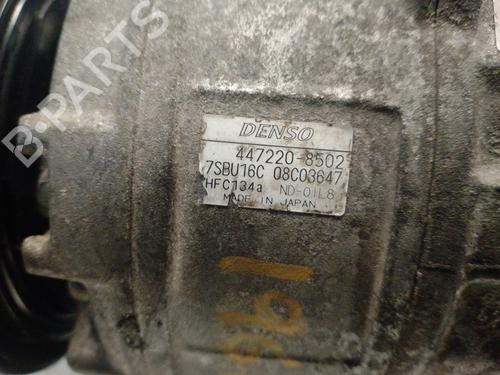 B-PARTS
DENSO
447220-8502
7SBU16C 08C03647
HFC134a ND-OIL8
MADE IN JAPAN